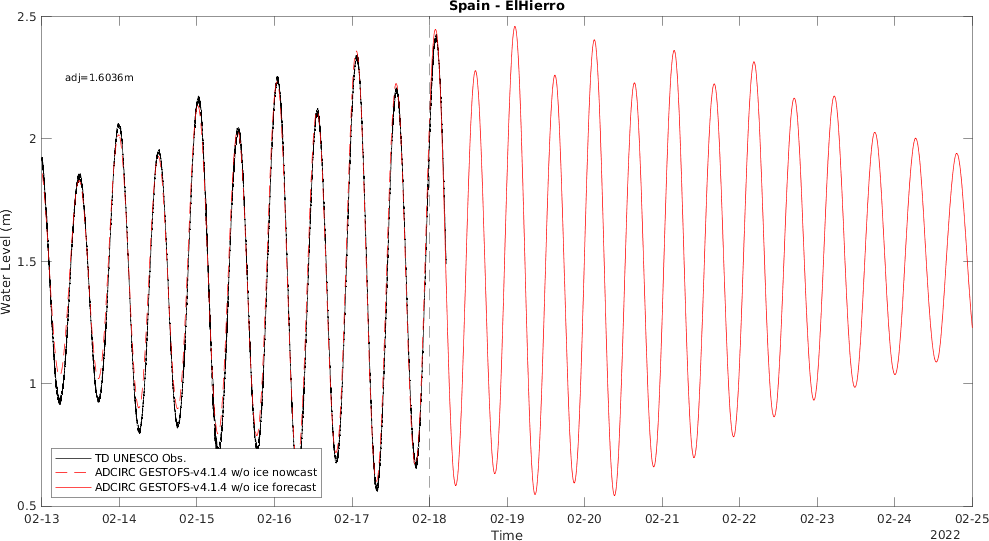 Spain - ElHierro
2.5
adj=1.6036m
2
Water Level (m)
1.5
1
TD UNESCO Obs.
ADCIRC GESTOFS-v4.1.4 w/o ice nowcast
ADCIRC GESTOFS-v4.1.4 w/o ice forecast
0.5
02-13 02-14 02-15 02-16 02-17 02-18 02-19 02-20 02-21 02-22 02-23 02-24 02-25
Time
2022